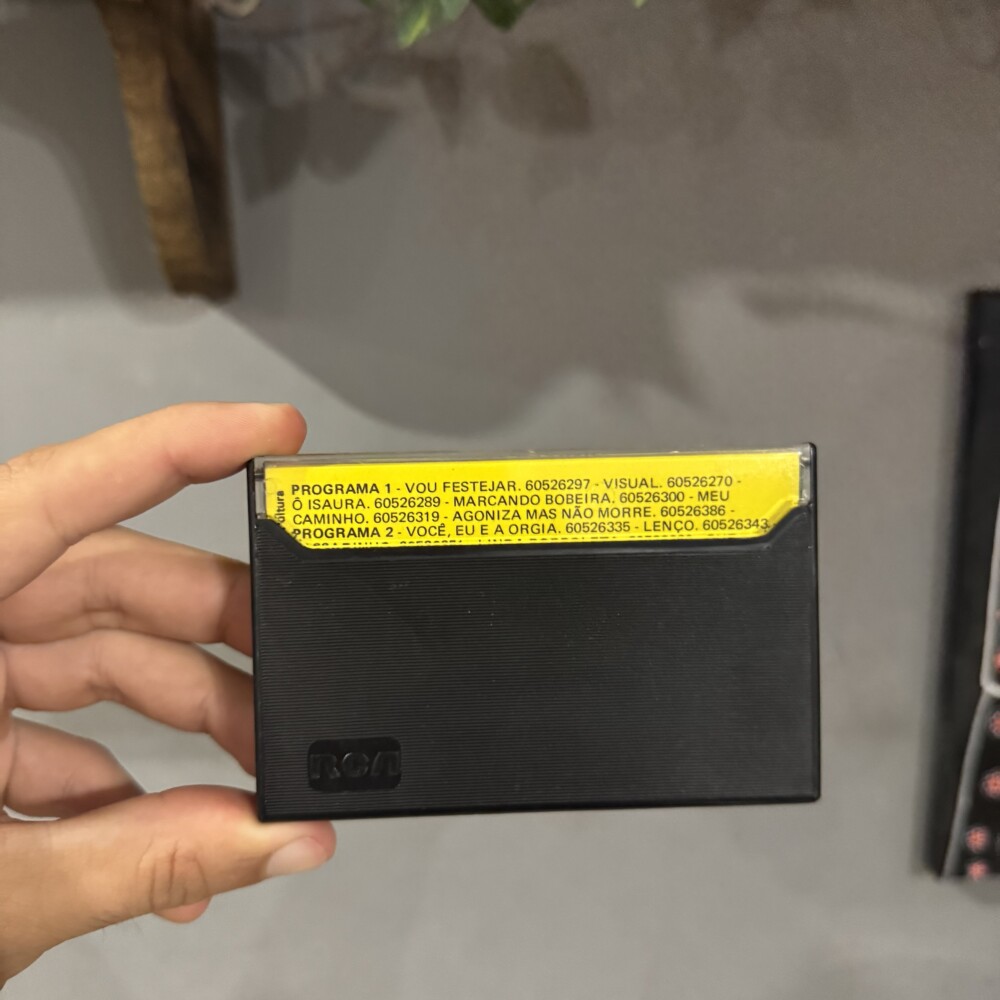 PROGRAMA 1 - VOU FESTEJAR. 60526297 - VISUAL. 60526270 -
Ô ISAURA. 60526289 - MARCANDO BOBEIRA. 60526300 - MEU
CAMINHO. 60526319 - AGONIZA MAS NÃO MORRE. 60526386 -
PROGRAMA 2 - VOCÊ, EU E A ORGIA. 60526335 - LENÇO. 60526343-
RCA